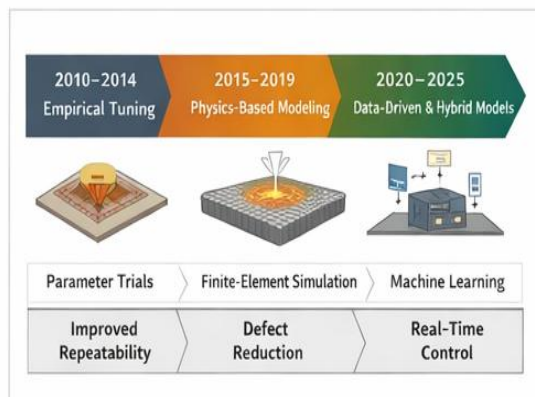 2010–2014
Empirical Tuning
2015–2019
Physics-Based Modeling
2020–2025
Data-Driven & Hybrid Models
Parameter Trials
Finite-Element Simulation
Machine Learning
Improved
Repeatability
Defect
Reduction
Real-Time
Control